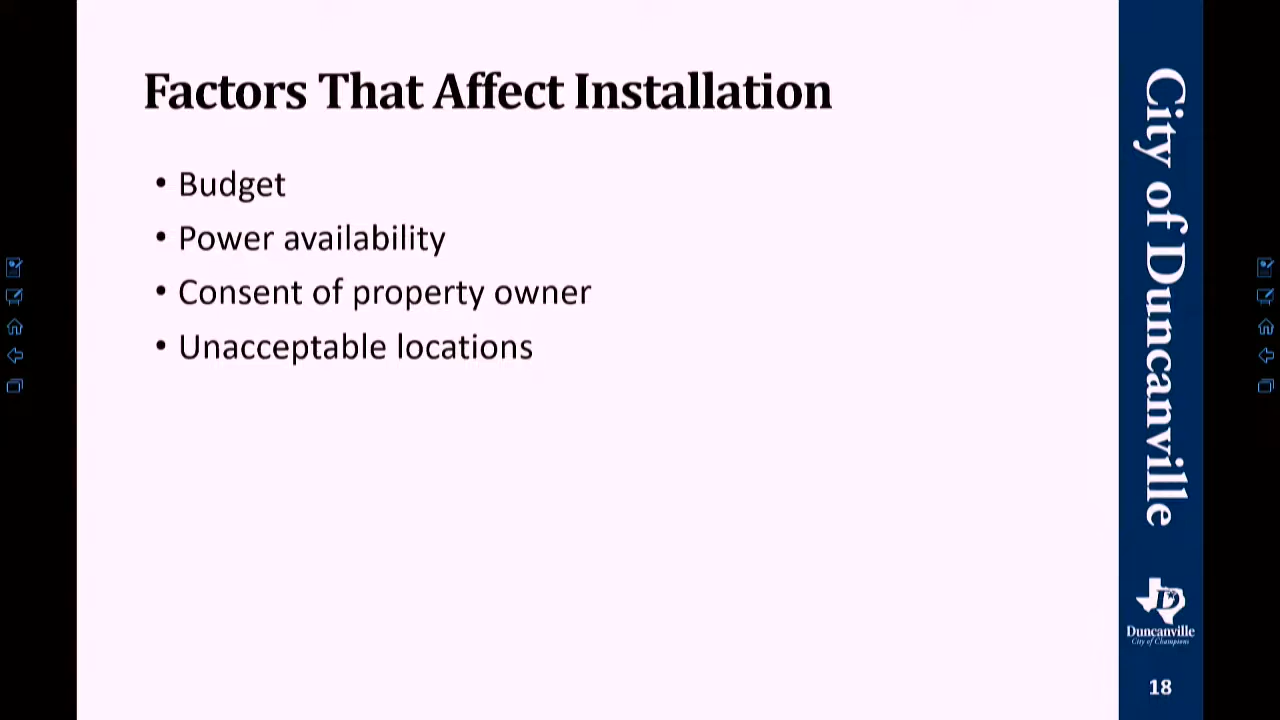 Factors That Affect Installation
• Budget
• Power availability
• Consent of property owner
• Unacceptable locations
City of Duncanville
D
Duncanville
City of Champions
18